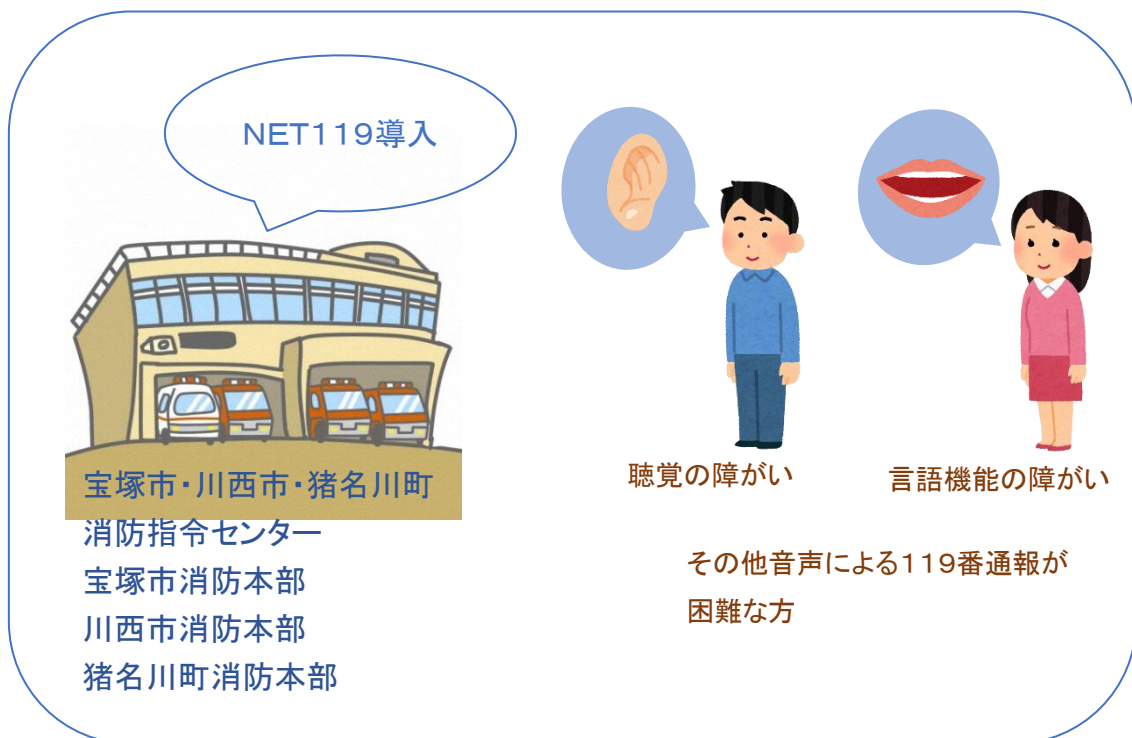 NET119導入
宝塚市・川西市・猪名川町
消防指令センター
宝塚市消防本部
川西市消防本部
猪名川町消防本部
聴覚の障がい
言語機能の障がい
その他音声による119番通報が
困難な方